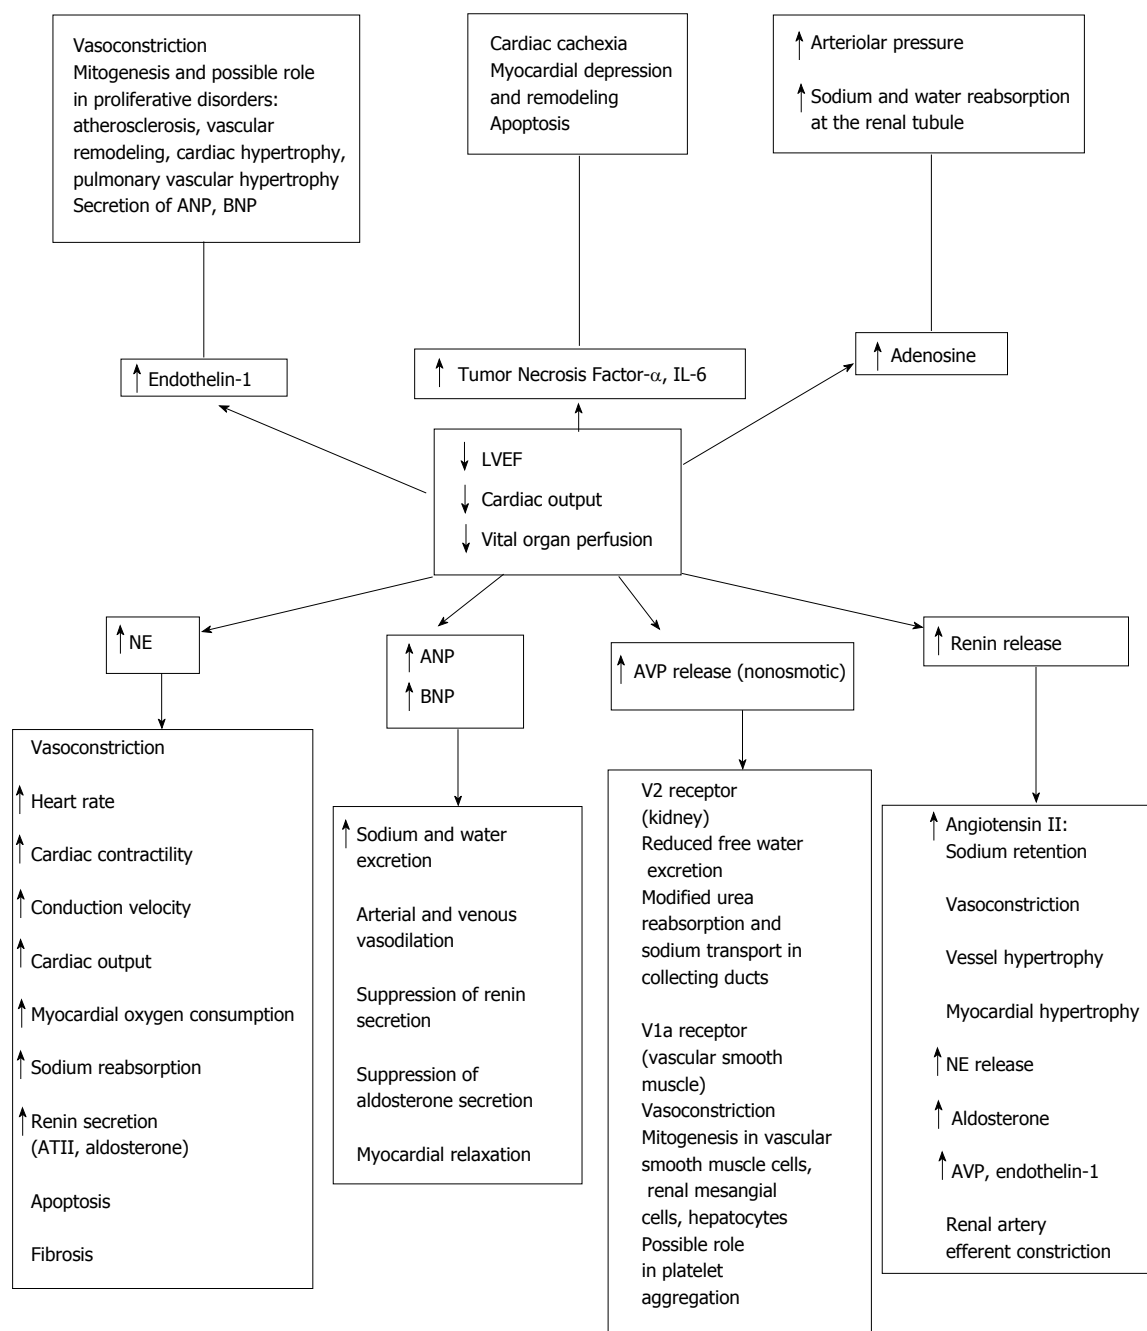 Vasoconstriction
Mitogenesis and possible role
in proliferative disorders:
atherosclerosis, vascular
remodeling, cardiac hypertrophy,
pulmonary vascular hypertrophy
Secretion of ANP, BNP
Cardiac cachexia
Myocardial depression
and remodeling
Apoptosis
↑ Arteriolar pressure
↑ Sodium and water reabsorption
at the renal tubule
↑ Endothelin-1
↑ Tumor Necrosis Factor-α, IL-6
↑ Adenosine
↓ LVEF
↓ Cardiac output
↓ Vital organ perfusion
↑ NE
↑ ANP
↑ BNP
↑ AVP release (nonosmotic)
↑ Renin release
Vasoconstriction
↑ Heart rate
↑ Cardiac contractility
↑ Conduction velocity
↑ Cardiac output
↑ Myocardial oxygen consumption
↑ Sodium reabsorption
↑ Renin secretion
(ATII, aldosterone)
Apoptosis
Fibrosis
↑ Sodium and water
excretion
Arterial and venous
vasodilation
Suppression of renin
secretion
Suppression of
aldosterone secretion
Myocardial relaxation
V2 receptor
(kidney)
Reduced free water
excretion
Modified urea
reabsorption and
sodium transport in
collecting ducts
V1a receptor
(vascular smooth
muscle)
Vasoconstriction
Mitogenesis in vascular
smooth muscle cells,
renal mesangial
cells, hepatocytes
Possible role
in platelet
aggregation
↑ Angiotensin II:
Sodium retention
Vasoconstriction
Vessel hypertrophy
Myocardial hypertrophy
↑ NE release
↑ Aldosterone
↑ AVP, endothelin-1
Renal artery
efferent constriction